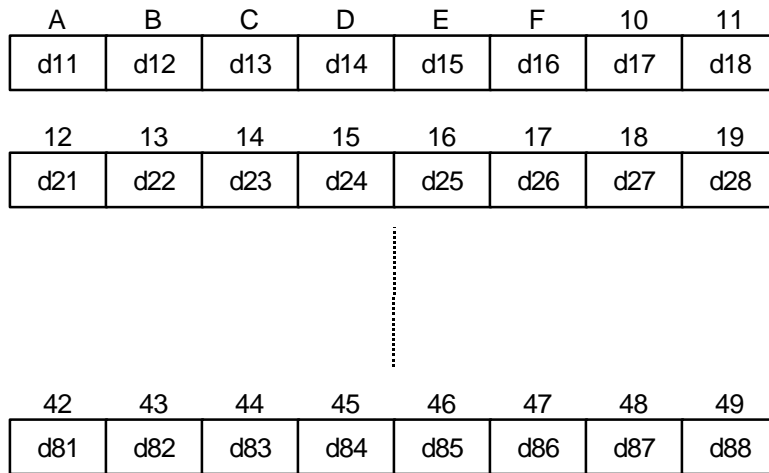 A B C D E F 10 11
d11 d12 d13 d14 d15 d16 d17 d18
12 13 14 15 16 17 18 19
d21 d22 d23 d24 d25 d26 d27 d28
42 43 44 45 46 47 48 49
d81 d82 d83 d84 d85 d86 d87 d88